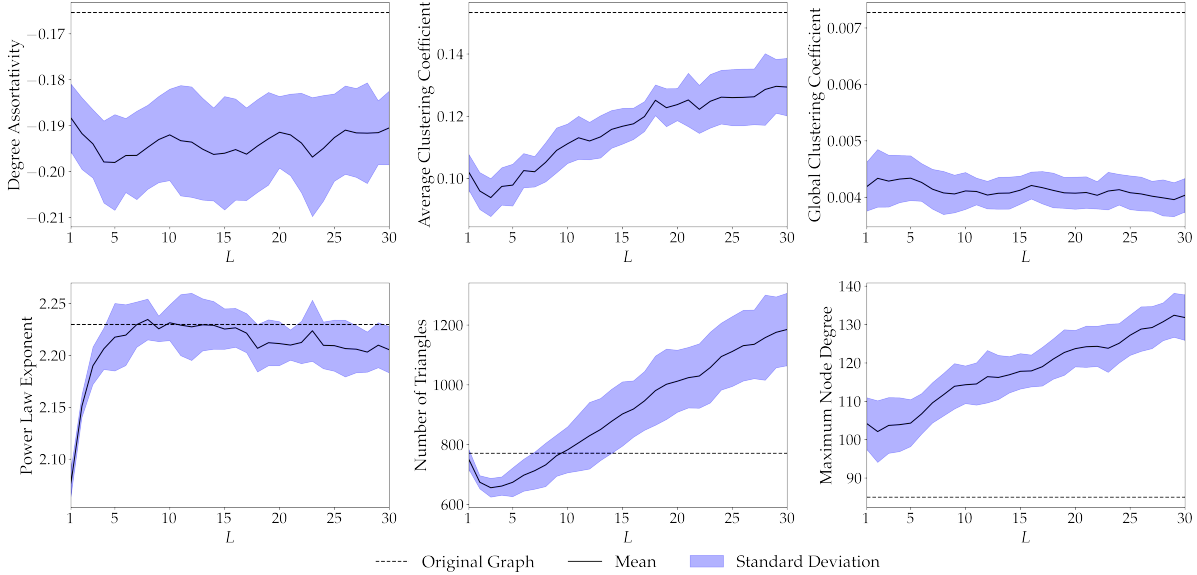 Degree Assortativity
−0.17
−0.18
−0.19
−0.20
−0.21
1 5 10 15 20 25 30
L
Average Clustering Coefficient
0.14
0.12
0.10
1 5 10 15 20 25 30
L
Global Clustering Coefficient
0.007
0.006
0.005
0.004
1 5 10 15 20 25 30
L
Power Law Exponent
2.25
2.20
2.15
2.10
1 5 10 15 20 25 30
L
Number of Triangles
1200
1000
800
600
1 5 10 15 20 25 30
L
Maximum Node Degree
140
130
120
110
100
90
1 5 10 15 20 25 30
L
Original Graph Mean Standard Deviation